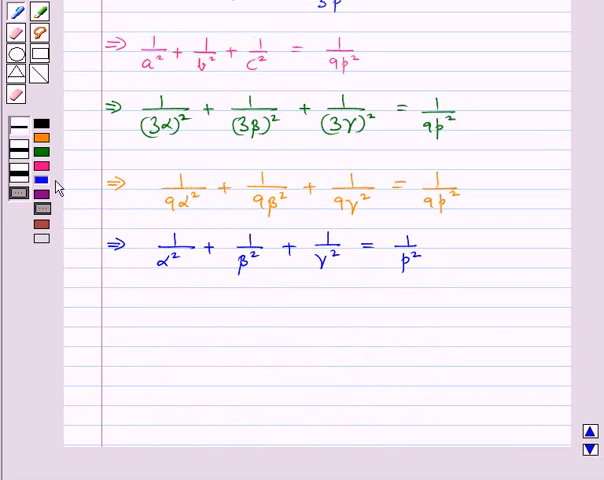 3p
⇒ 1/a² + 1/b² + 1/c² = 1/9p²
⇒ 1/(3α)² + 1/(3β)² + 1/(3γ)² = 1/9p²
⇒ 1/9α² + 1/9β² + 1/9γ² = 1/9p²
⇒ 1/α² + 1/β² + 1/γ² = 1/p²